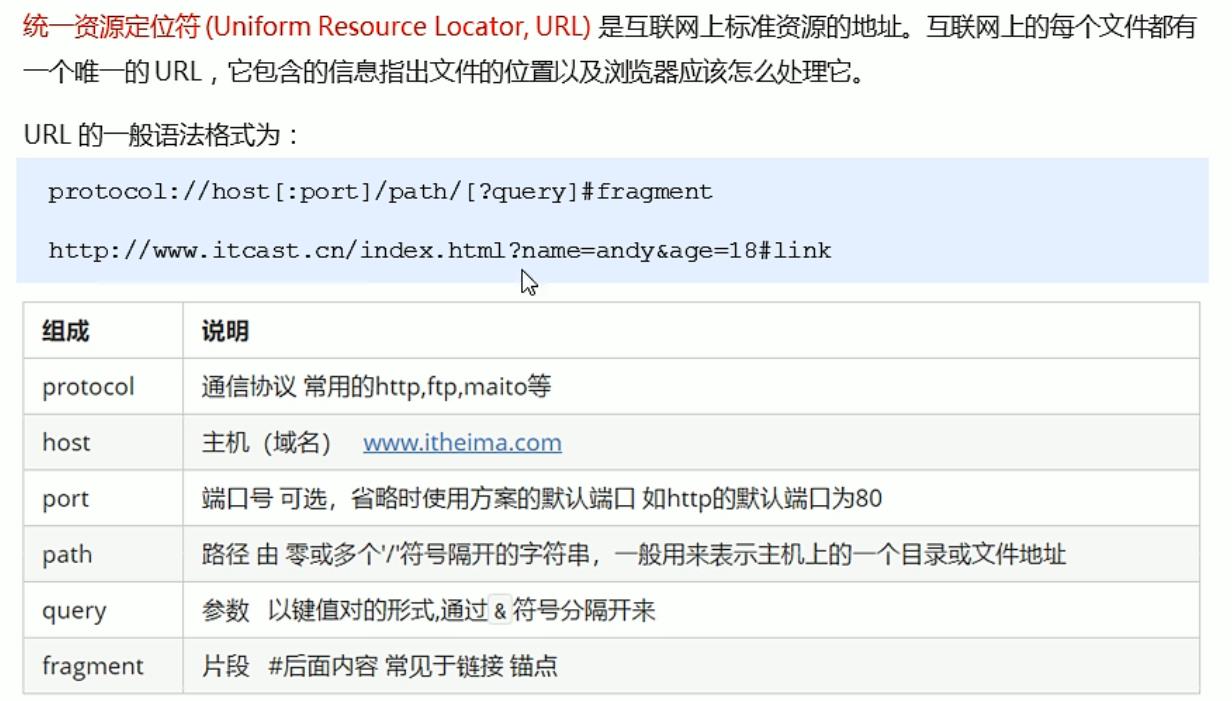 统一资源定位符 (Uniform Resource Locator, URL) 是互联网上标准资源的地址。互联网上的每个文件都有
一个唯一的 URL，它包含的信息指出文件的位置以及浏览器应该怎么处理它。
URL 的一般语法格式为：
protocol://host[:port]/path/[?query]#fragment
http://www.itcast.cn/index.html?name=andy&age=18#link
组成 说明
protocol 通信协议 常用的http,ftp,maito等
host 主机（域名） www.itheima.com
port 端口号 可选，省略时使用方案的默认端口 如http的默认端口为80
path 路径 由 零或多个'/'符号隔开的字符串，一般用来表示主机上的一个目录或文件地址
query 参数 以键值对的形式,通过 & 符号分隔开来
fragment 片段 #后面内容 常见于链接 锚点